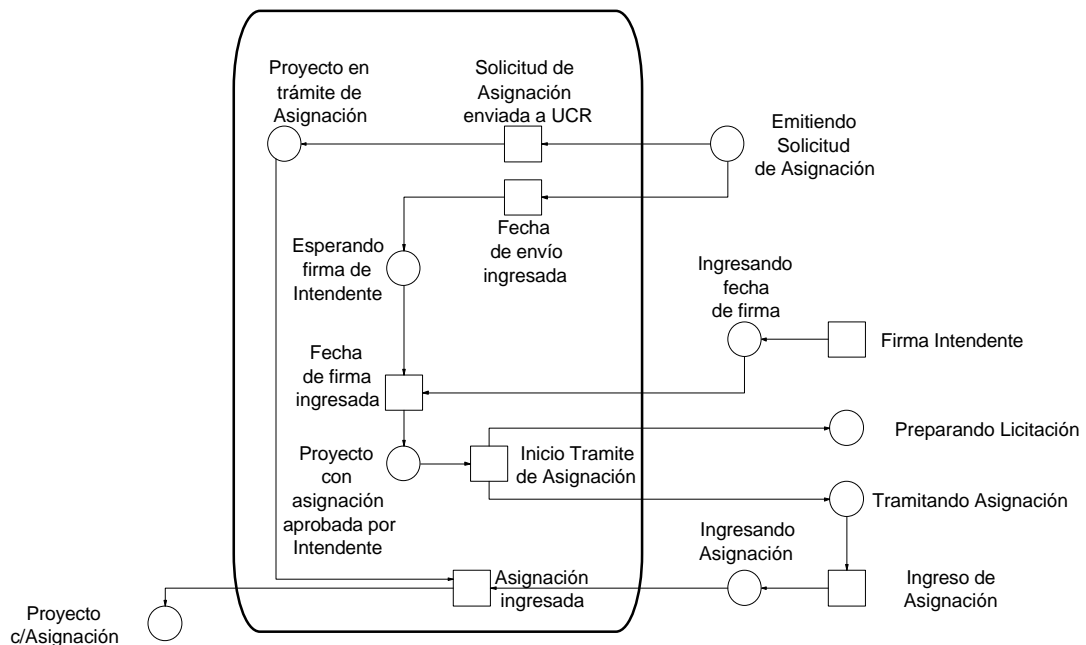 Proyecto en
trámite de
Asignación
Solicitud de
Asignación
enviada a UCR
Emitiendo
Solicitud
de Asignación
Fecha
de envío
ingresada
Esperando
firma de
Intendente
Ingresando
fecha
de firma
Firma Intendente
Fecha
de firma
ingresada
Preparando Licitación
Proyecto
con
asignación
aprobada por
Intendente
Inicio Tramite
de Asignación
Tramitando Asignación
Ingresando
Asignación
Asignación
ingresada
Ingreso de
Asignación
Proyecto
c/Asignación